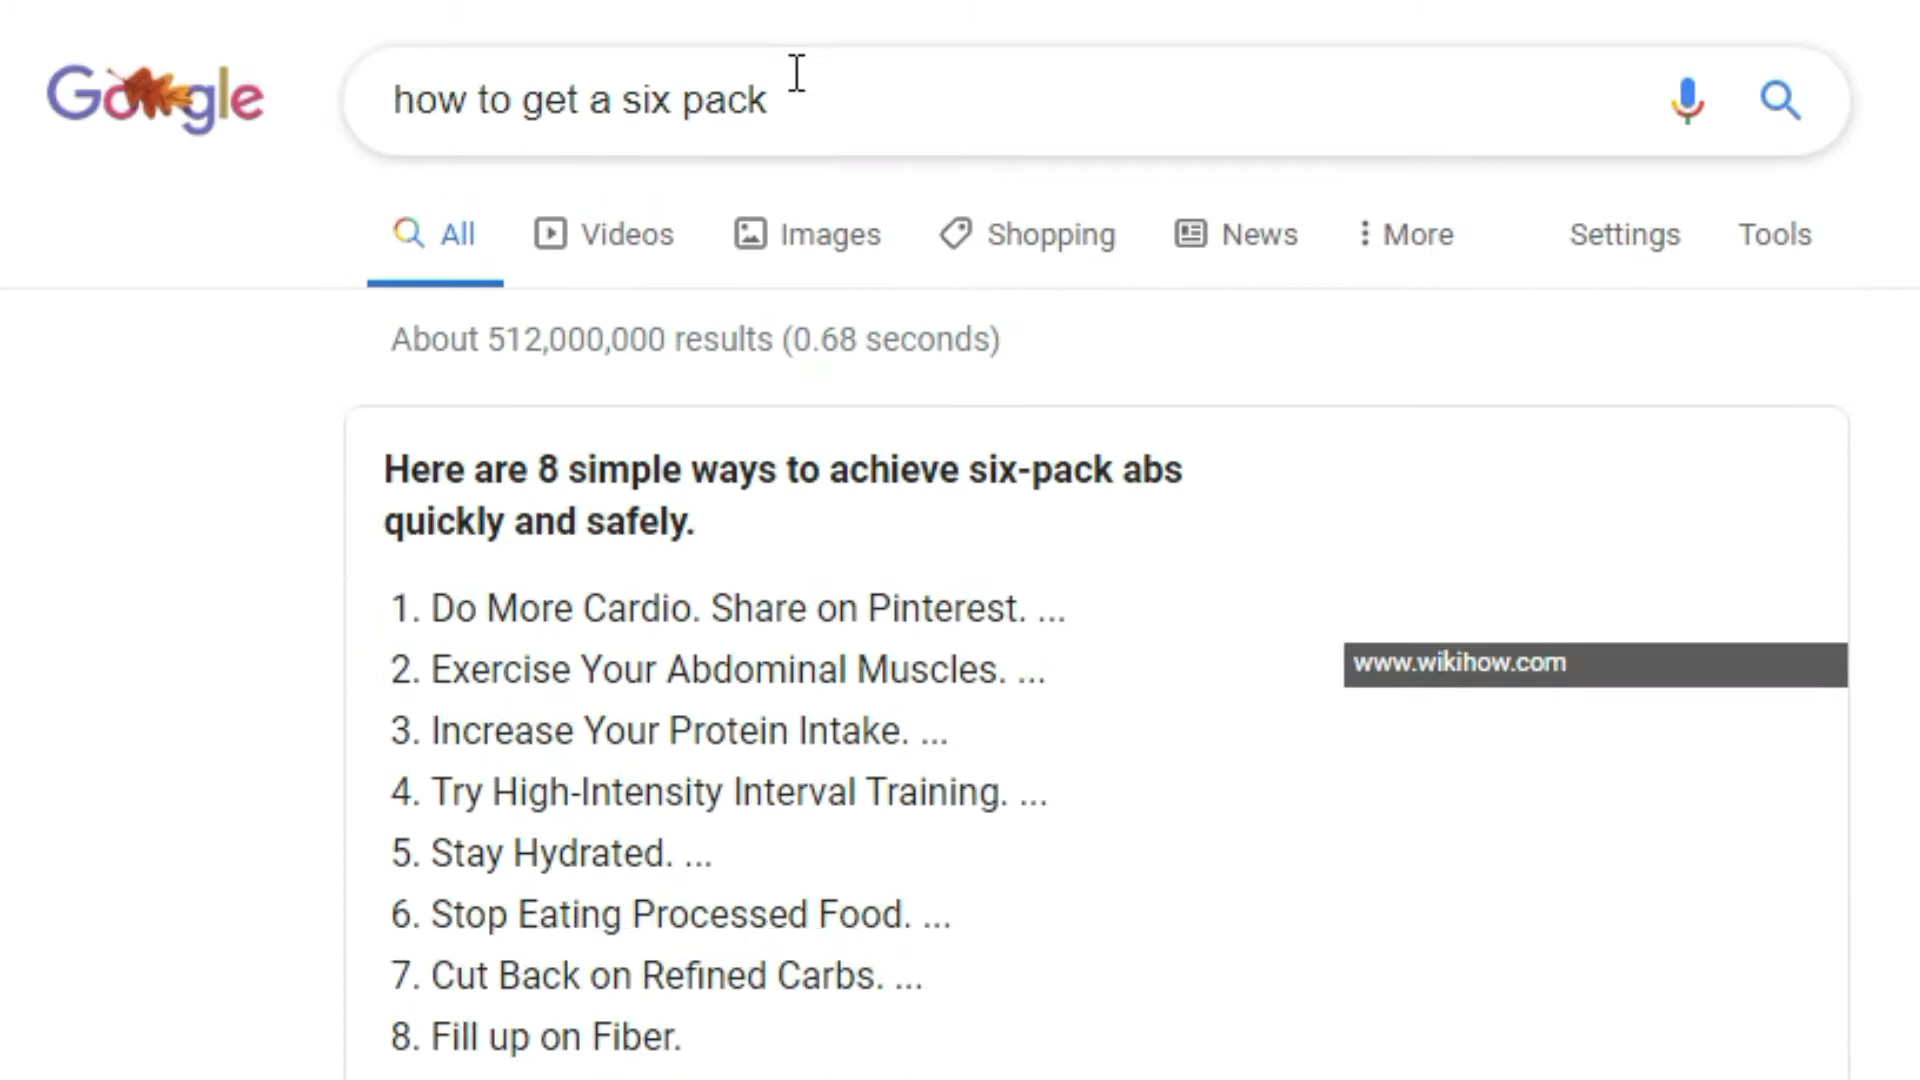 Google
how to get a six pack
All Videos Images Shopping News More Settings Tools
About 512,000,000 results (0.68 seconds)
Here are 8 simple ways to achieve six-pack abs
quickly and safely.
1. Do More Cardio. Share on Pinterest. ...
2. Exercise Your Abdominal Muscles. ...
www.wikihow.com
3. Increase Your Protein Intake. ...
4. Try High-Intensity Interval Training. ...
5. Stay Hydrated. ...
6. Stop Eating Processed Food. ...
7. Cut Back on Refined Carbs. ...
8. Fill up on Fiber.